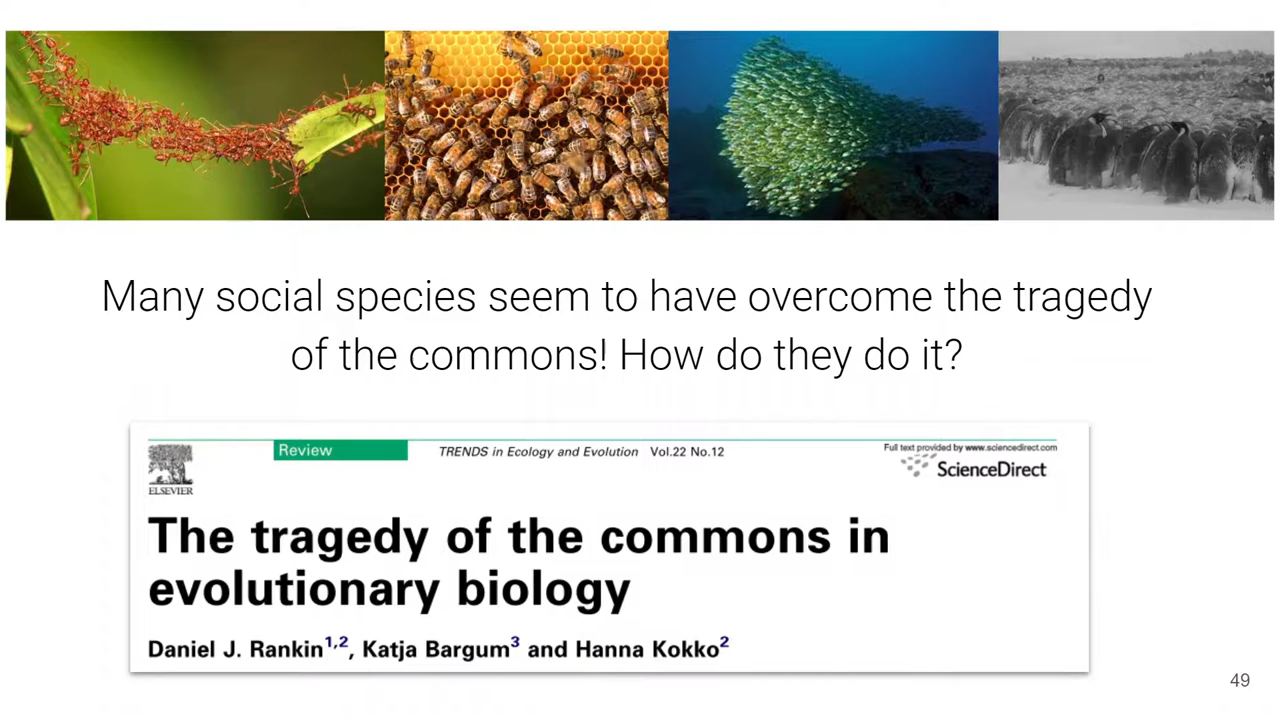 Many social species seem to have overcome the tragedy
of the commons! How do they do it?
Review
TRENDS in Ecology and Evolution Vol.22 No.12
Full text provided by www.sciencedirect.com
ELSEVIER
ScienceDirect
The tragedy of the commons in
evolutionary biology
Daniel J. Rankin1,2, Katja Bargum3 and Hanna Kokko2
49